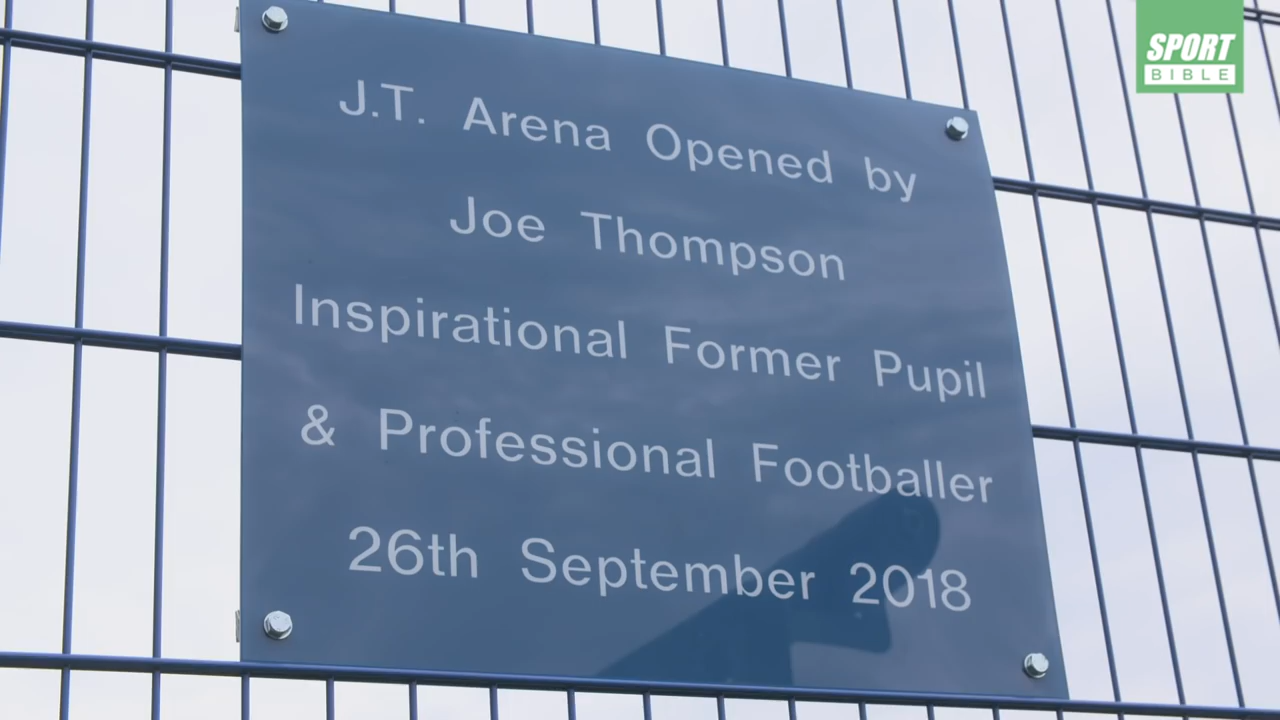 SPORT
BIBLE
J.T. Arena Opened by
Joe Thompson
Inspirational Former Pupil
& Professional Footballer
26th September 2018